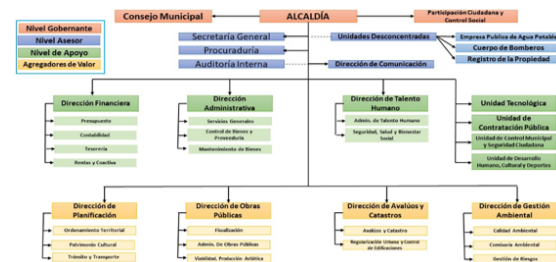 Nivel Gobernante
Nivel Asesor
Nivel de Apoyo
Agregadores de Valor
Consejo Municipal
ALCALDÍA
Participación Ciudadana y
Control Social
Secretaría General
Procuraduría
Auditoría Interna
Unidades Desconcentradas
Dirección de Comunicación
Empresa Publica de Agua Potable
Cuerpo de Bomberos
Registro de la Propiedad
Dirección Financiera
Presupuesto
Contabilidad
Tesorería
Rentas y Coactiva
Dirección
Administrativa
Servicios Generales
Control de Bienes y
Proveeduría
Mantenimiento de Bienes
Dirección de Talento
Humano
Admin. de Talento Humano
Seguridad, Salud y Bienestar
Social
Unidad Tecnológica
Unidad de
Contratación Pública
Unidad de Control Municipal
y Seguridad Ciudadana
Unidad de Desarrollo
Humano, Cultural y Deportes
Dirección de
Planificación
Ordenamiento Territorial
Patrimonio Cultural
Tránsito y Transporte
Dirección de Obras
Públicas
Fiscalización
Admin. De Obras Públicas
Vialidad, Producción
Dirección de Avalúos y
Catastros
Avalúos y Catastro
Regularización Urbana y Control
de Edificaciones
Dirección de Gestión
Ambiental
Calidad Ambiental
Comisaría Ambiental
Gestión de Riesgos